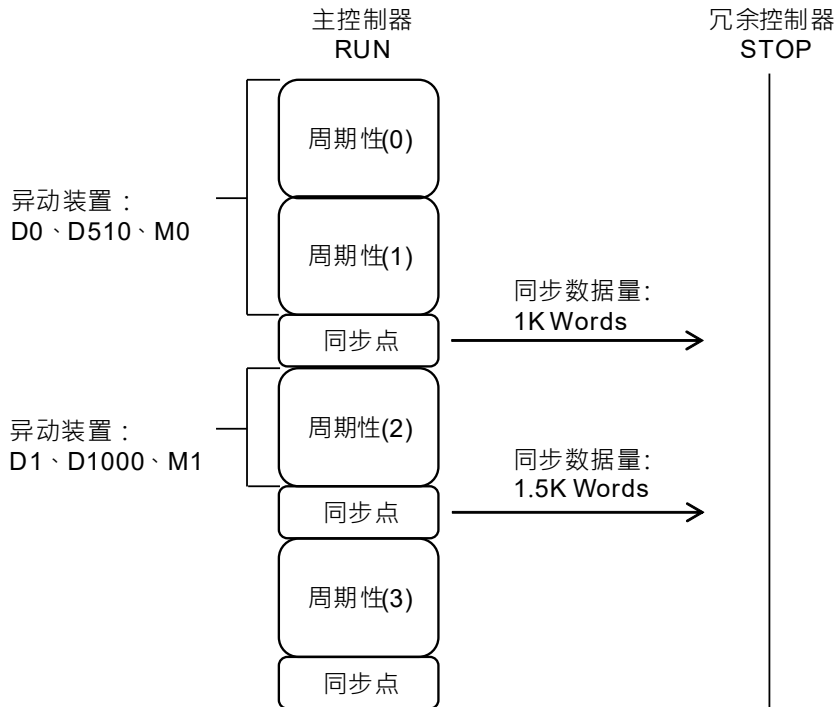 主控制器
RUN
冗余控制器
STOP
周期性(0)
异动装置：
D0、D510、M0
周期性(1)
同步数据量：
1K Words
同步点
周期性(2)
异动装置：
D1、D1000、M1
同步数据量：
1.5K Words
同步点
周期性(3)
同步点